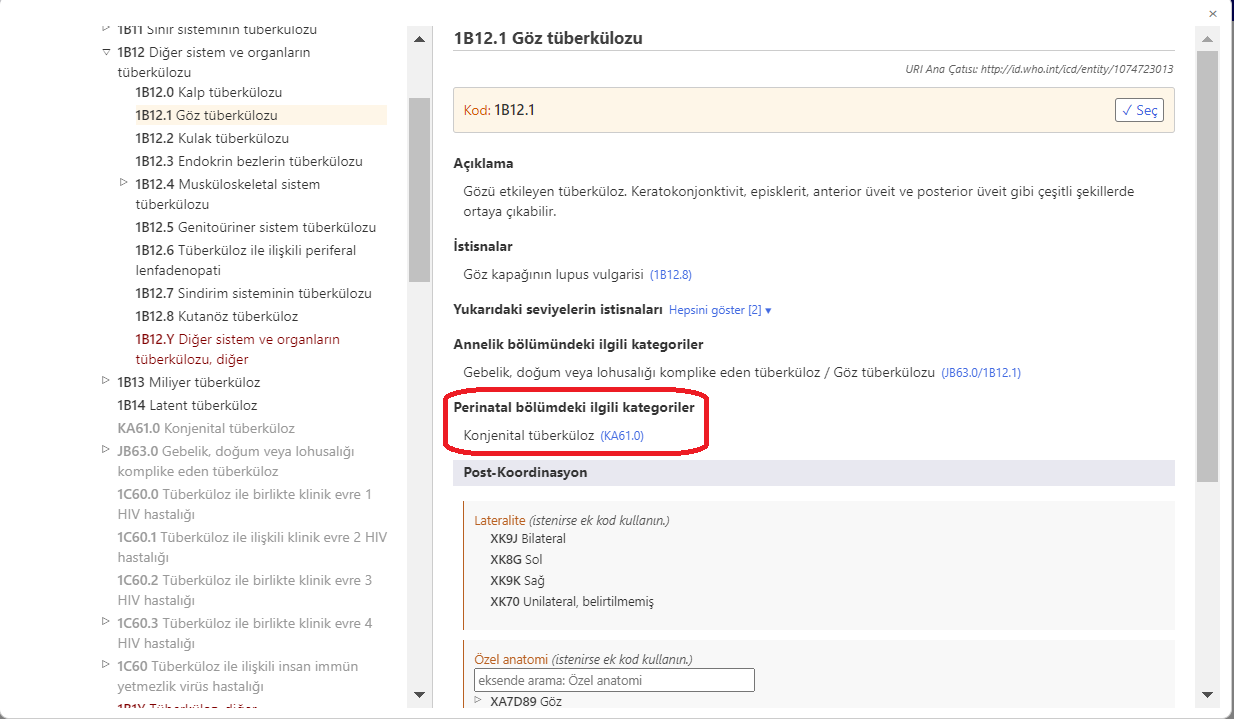 1B11 Sinir sisteminin tüberkülozu
1B12 Diğer sistem ve organların
tüberkülozu
1B12.0 Kalp tüberkülozu
1B12.1 Göz tüberkülozu
1B12.2 Kulak tüberkülozu
1B12.3 Endokrin bezlerin tüberkülozu
1B12.4 Musküloskeletal sistem
tüberkülozu
1B12.5 Genitoüriner sistem tüberkülozu
1B12.6 Tüberküloz ile ilişkili periferal
lenfadenopati
1B12.7 Sindirim sisteminin tüberkülozu
1B12.8 Kutanöz tüberküloz
1B12.Y Diğer sistem ve organların
tüberkülozu, diğer
1B13 Miliyer tüberküloz
1B14 Latent tüberküloz
KA61.0 Konjenital tüberküloz
JB63.0 Gebelik, doğum veya lohusalığı
komplike eden tüberküloz
1C60.0 Tüberküloz ile birlikte klinik evre 1
HIV hastalığı
1C60.1 Tüberküloz ile ilişkili klinik evre 2 HIV
hastalığı
1C60.2 Tüberküloz ile birlikte klinik evre 3
HIV hastalığı
1C60.3 Tüberküloz ile birlikte klinik evre 4
HIV hastalığı
1C60 Tüberküloz ile ilişkili insan immün
yetmezlik virüs hastalığı
1B1Y Tüberküloz, diğer
1B12.1 Göz tüberkülozu
URI Ana Çatısı: http://id.who.int/icd/entity/1074723013
Kod: 1B12.1
✓ Seç
Açıklama
Gözü etkileyen tüberküloz. Keratokonjonktivit, episklerit, anterior üveit ve posterior üveit gibi çeşitli şekillerde
ortaya çıkabilir.
İstisnalar
Göz kapağının lupus vulgarisi (1B12.8)
Yukarıdaki seviyelerin istisnaları Hepsini göster [2] ▾
Annelik bölümündeki ilgili kategoriler
Gebelik, doğum veya lohusalığı komplike eden tüberküloz / Göz tüberkülozu (JB63.0/1B12.1)
Perinatal bölümdeki ilgili kategoriler
Konjenital tüberküloz (KA61.0)
Post-Koordinasyon
Lateralite (istenirse ek kod kullanın.)
XK9J Bilateral
XK8G Sol
XK9K Sağ
XK70 Unilateral, belirtilmemiş
Özel anatomi (istenirse ek kod kullanın.)
eksende arama: Özel anatomi
XA7D89 Göz